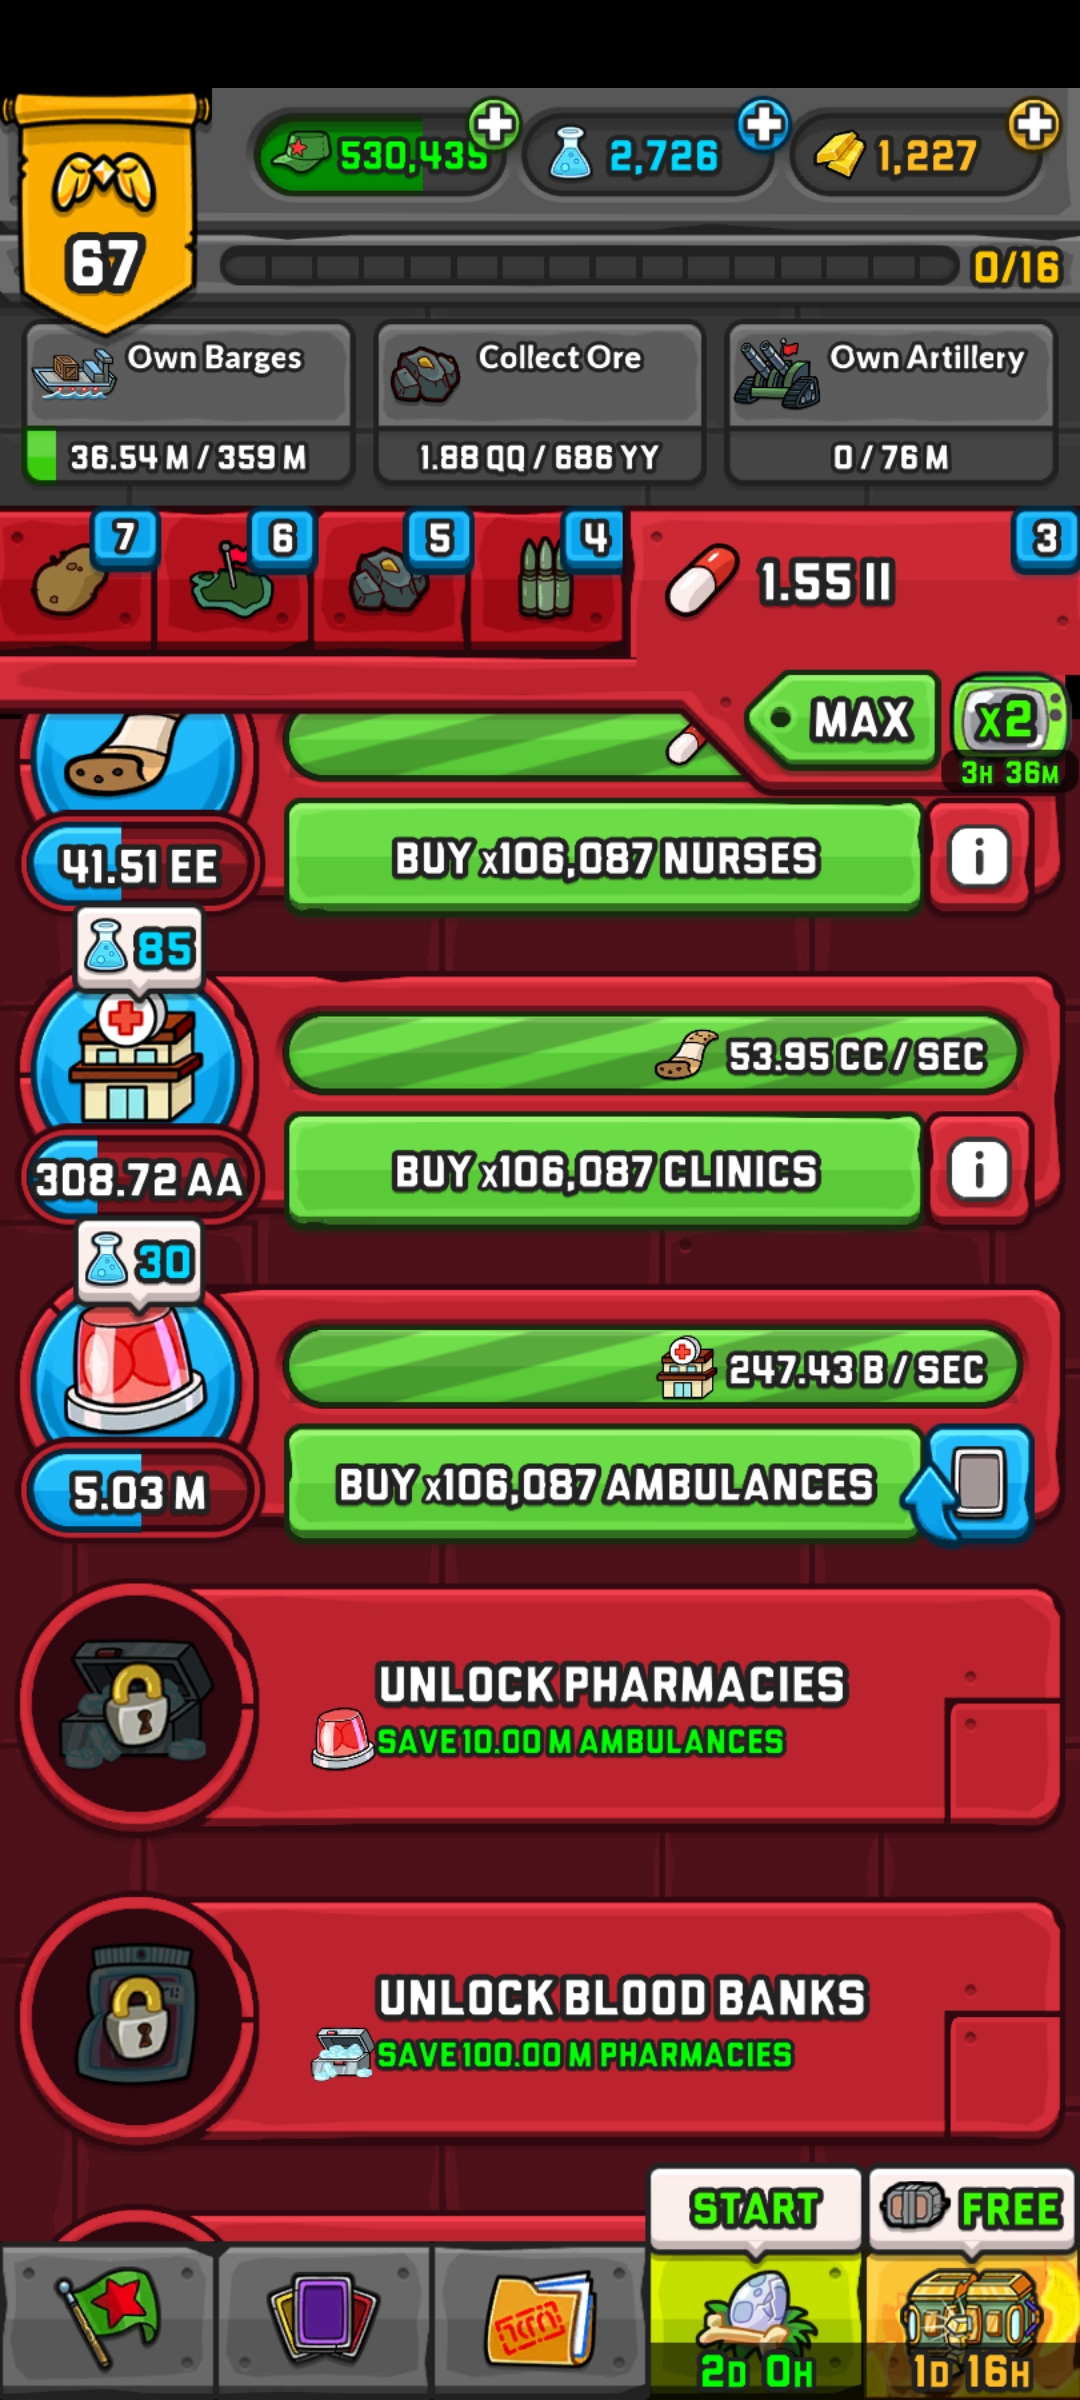 530,435
2,726
1,227
67
0/16
Own Barges
36.54 M / 359 M
Collect Ore
1.88 QQ / 686 YY
Own Artillery
0 / 76 M
7
6
5
4
1.55 II
3
MAX
x2
3H 36M
41.51 EE
BUY x106,087 NURSES
i
85
53.95 CC / SEC
308.72 AA
BUY x106,087 CLINICS
i
30
247.43 B / SEC
5.03 M
BUY x106,087 AMBULANCES
UNLOCK PHARMACIES
SAVE 10.00 M AMBULANCES
UNLOCK BLOOD BANKS
SAVE 100.00 M PHARMACIES
START
FREE
2D 0H
1D 16H